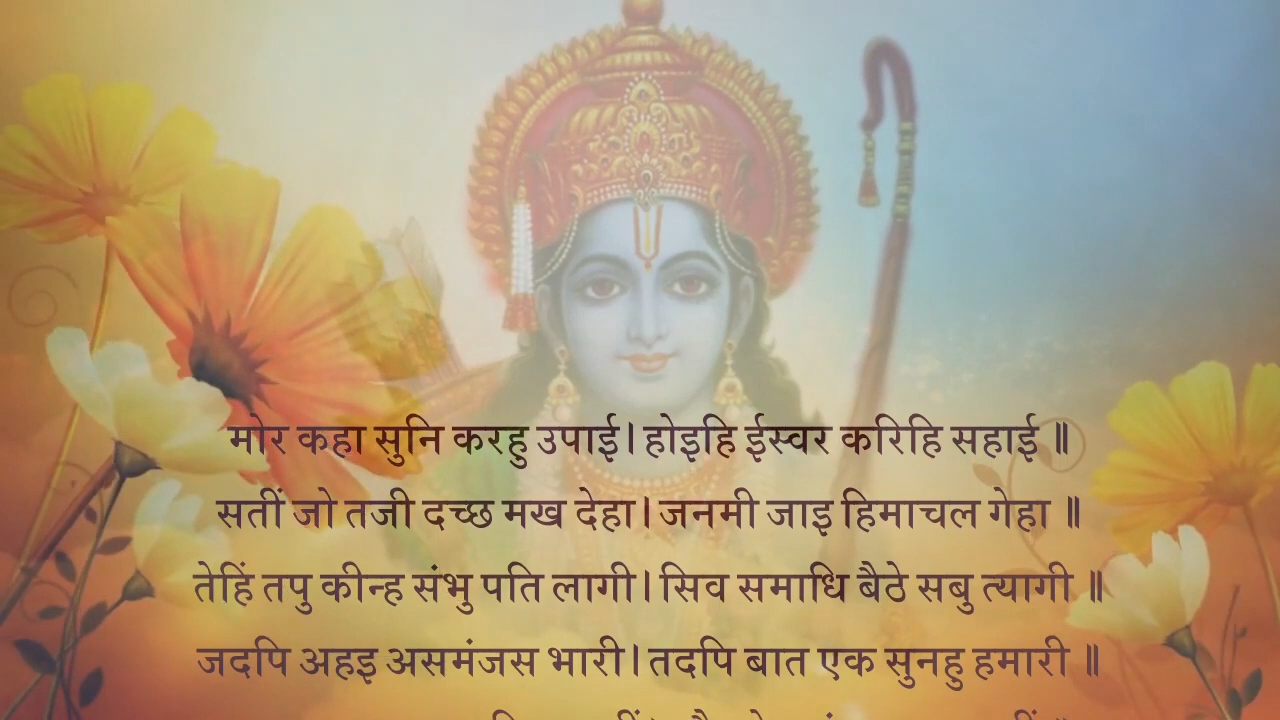 मोर कहा सुनि करहु उपाई। होइहि ईस्वर करिहि सहाई ॥
सतीं जो तजी दच्छ मख देहा। जनमी जाइ हिमाचल गेहा ॥
तेहिं तपु कीन्ह संभु पति लागी। सिव समाधि बैठे सबु त्यागी ॥
जदपि अहइ असमंजस भारी। तदपि बात एक सुनहु हमारी ॥